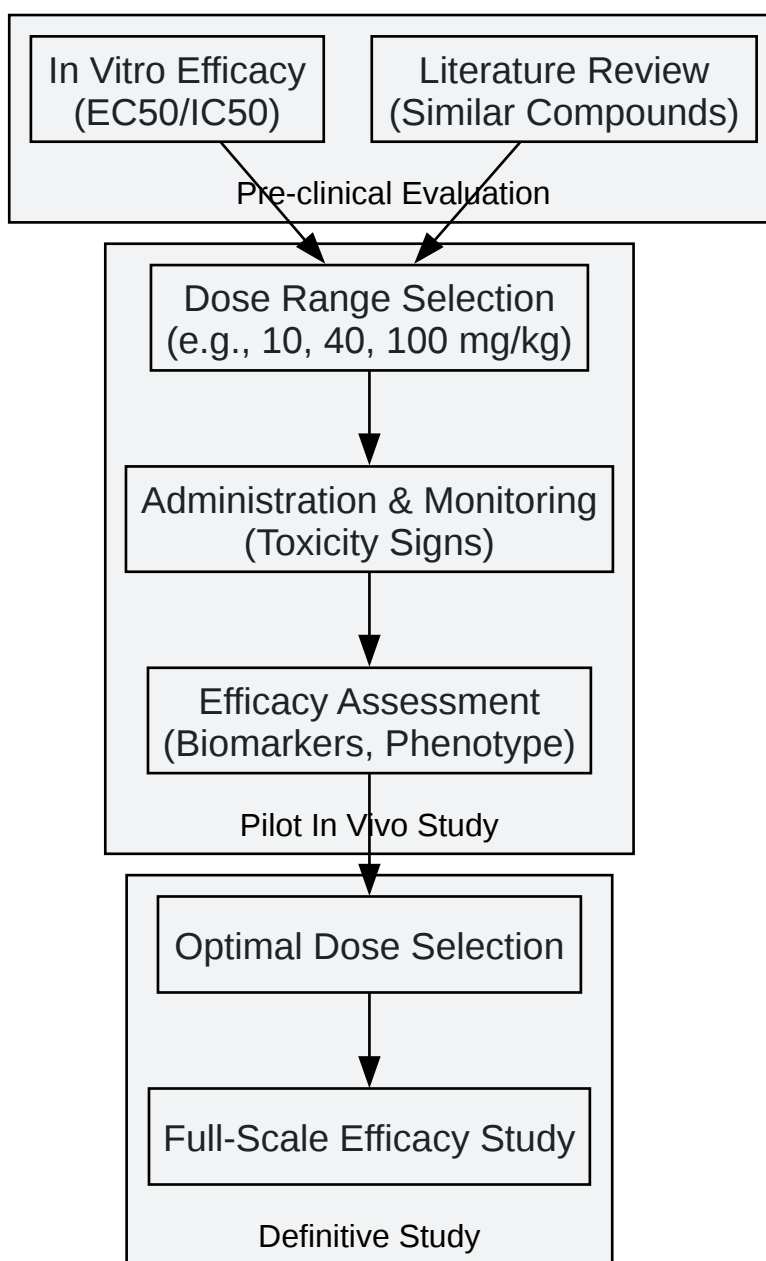 In Vitro Efficacy
(EC50/IC50)
Literature Review
(Similar Compounds)
Pre-clinical Evaluation
Dose Range Selection
(e.g., 10, 40, 100 mg/kg)
Administration & Monitoring
(Toxicity Signs)
Efficacy Assessment
(Biomarkers, Phenotype)
Pilot In Vivo Study
Optimal Dose Selection
Full-Scale Efficacy Study
Definitive Study